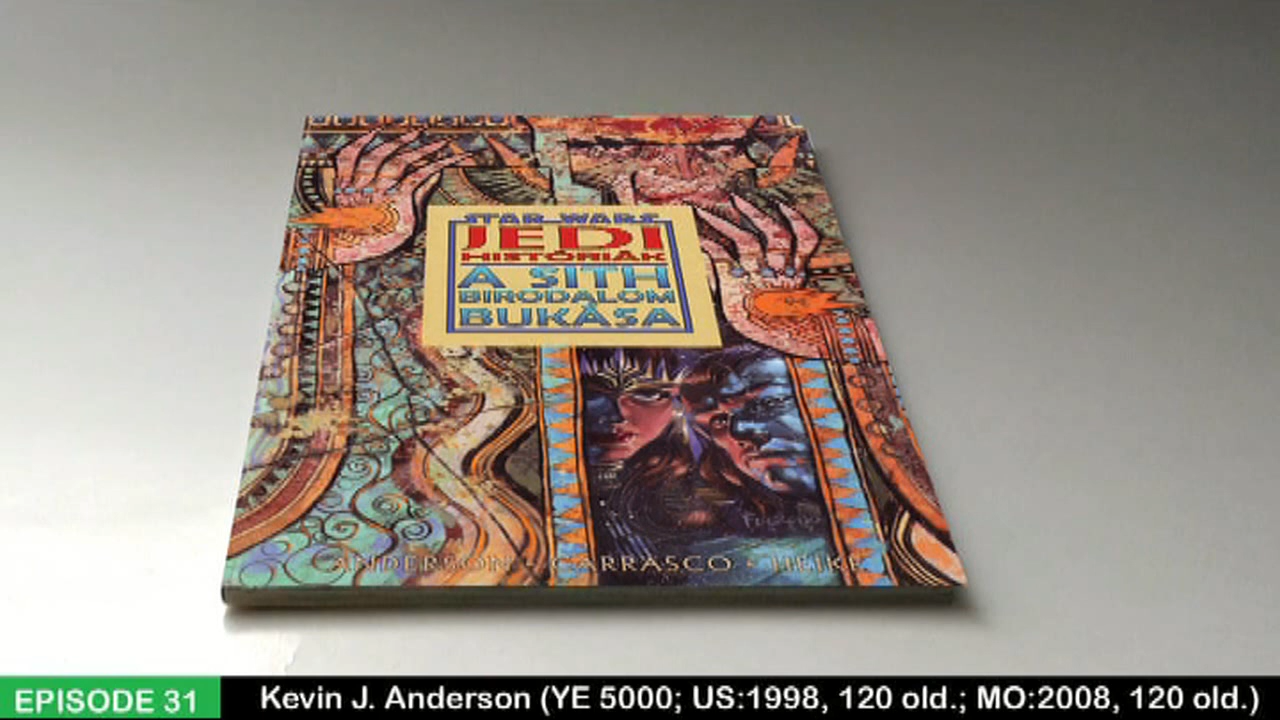 STAR WARS
JEDI
HISTÓRIÁK
A SITH
BIRODALOM
BUKÁSA
ANDERSON • CARRASCO • HEIKE
EPISODE 31
Kevin J. Anderson (YE 5000; US:1998, 120 old.; MO:2008, 120 old.)